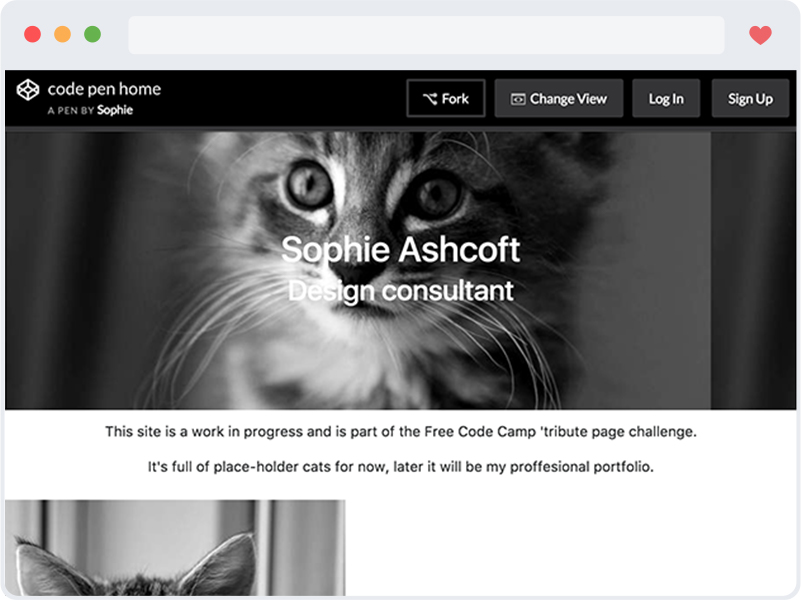 code pen home
A PEN BY Sophie
Fork
Change View
Log In
Sign Up
Sophie Ashcoft
Design consultant
This site is a work in progress and is part of the Free Code Camp 'tribute page challenge.
It's full of place-holder cats for now, later it will be my proffesional portfolio.